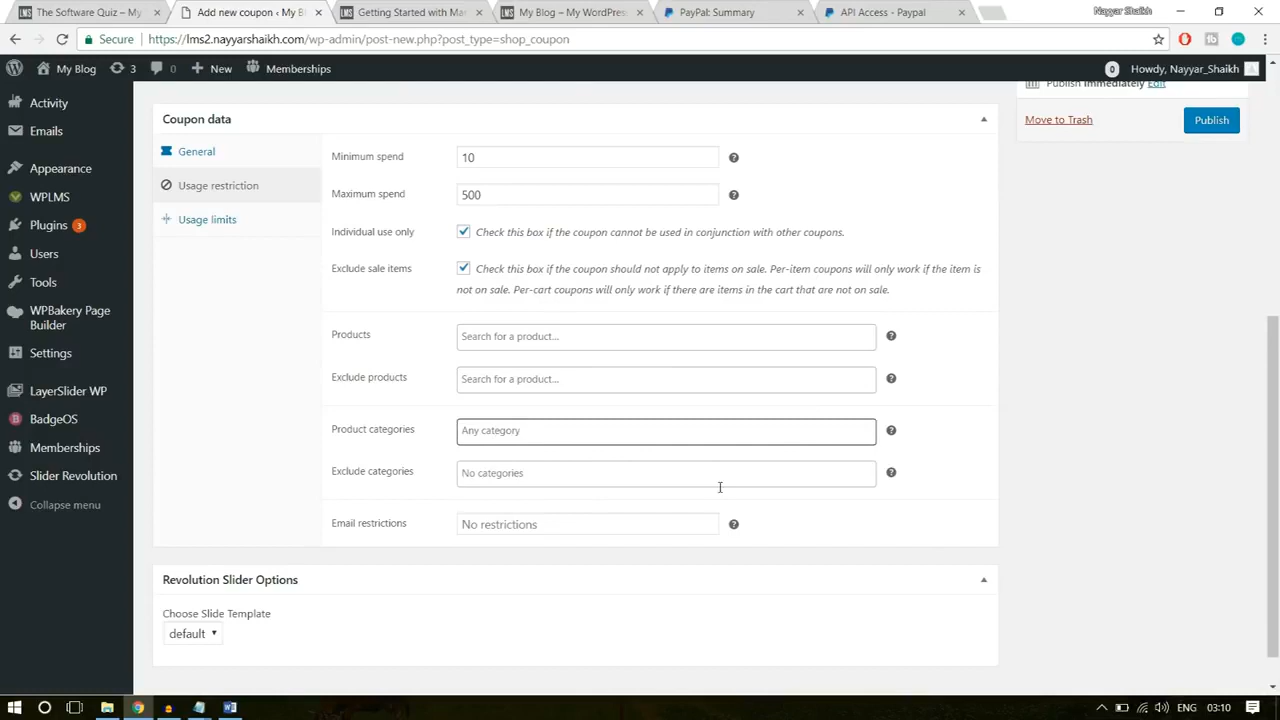 The Software Quiz – My
Add new coupon ‹ My B
Getting Started with Ma
My Blog – My WordPress
PayPal: Summary
API Access - Paypal
Nayyar Shaikh
Secure
https://lms2.nayyarshaikh.com/wp-admin/post-new.php?post_type=shop_coupon
My Blog
3
0
New
Memberships
0
Howdy, Nayyar_Shaikh
Activity
Emails
Appearance
WPLMS
Plugins 3
Users
Tools
WPBakery Page
Builder
Settings
LayerSlider WP
BadgeOS
Memberships
Slider Revolution
Collapse menu
Publish immediately Edit
Move to Trash
Publish
Coupon data
General
Usage restriction
Usage limits
Minimum spend
10
Maximum spend
500
Individual use only
Check this box if the coupon cannot be used in conjunction with other coupons.
Exclude sale items
Check this box if the coupon should not apply to items on sale. Per-item coupons will only work if the item is
not on sale. Per-cart coupons will only work if there are items in the cart that are not on sale.
Products
Search for a product...
Exclude products
Search for a product...
Product categories
Any category
Exclude categories
No categories
Email restrictions
No restrictions
Revolution Slider Options
Choose Slide Template
default
ENG
03:10